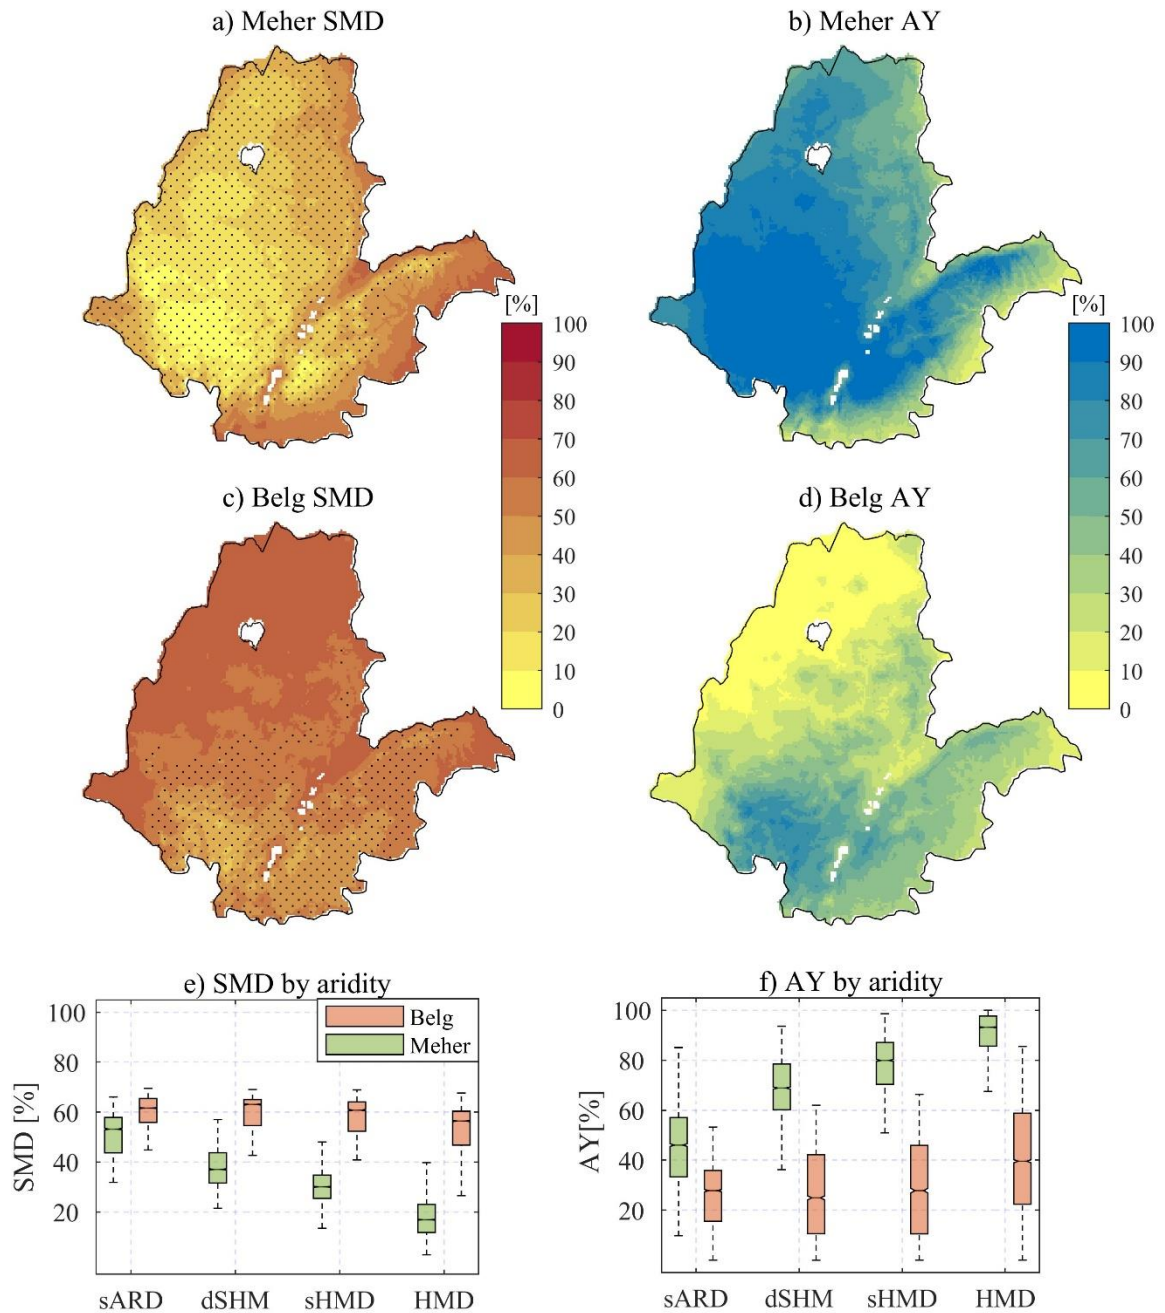 a) Meher SMD
b) Meher AY
[%]
100
90
80
70
60
50
40
30
20
10
0
[%]
100
90
80
70
60
50
40
30
20
10
0
c) Belg SMD
d) Belg AY
e) SMD by aridity
SMD [%]
100
80
60
40
20
Belg
Meher
sARD dSHM sHMD HMD
f) AY by aridity
AY[%]
100
80
60
40
20
sARD dSHM sHMD HMD